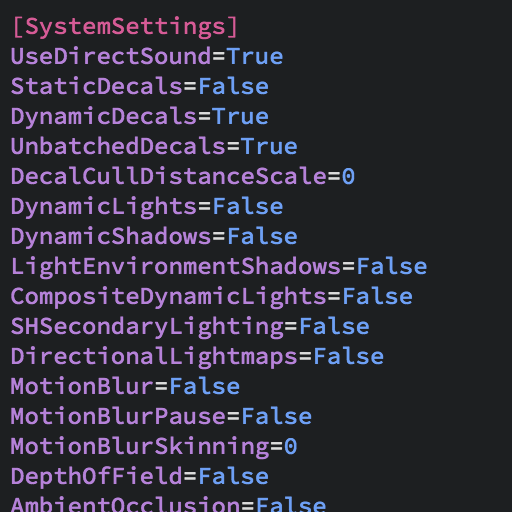 [SystemSettings]
UseDirectSound=True
StaticDecals=False
DynamicDecals=True
UnbatchedDecals=True
DecalCullDistanceScale=0
DynamicLights=False
DynamicShadows=False
LightEnvironmentShadows=False
CompositeDynamicLights=False
SHSecondaryLighting=False
DirectionalLightmaps=False
MotionBlur=False
MotionBlurPause=False
MotionBlurSkinning=0
DepthOfField=False
AmbientOcclusion=False